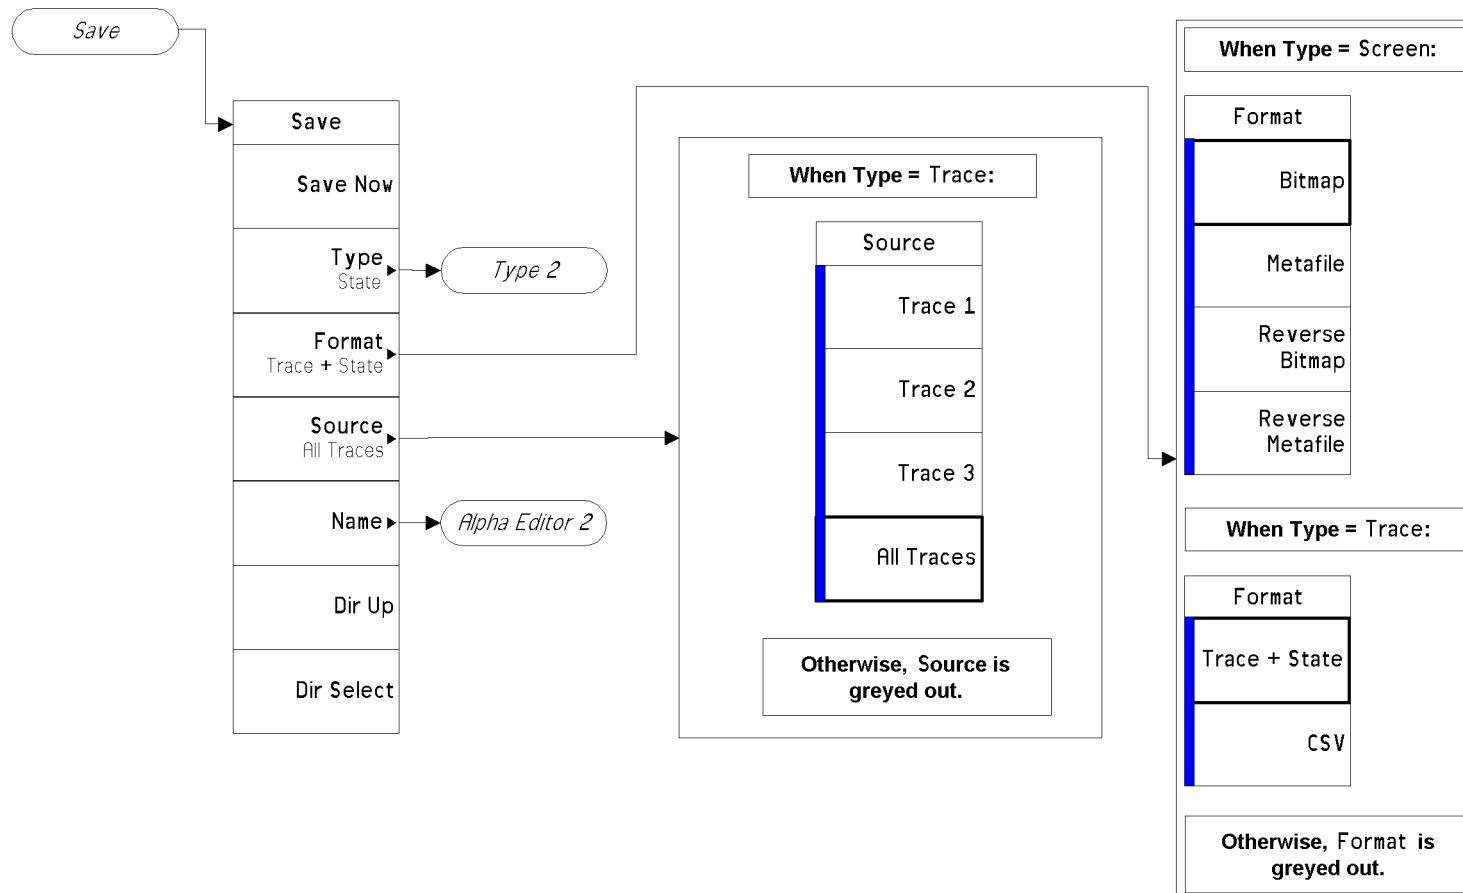 Save
Save
Save Now
Type
State
Format
Trace + State
Source
All Traces
Name
Dir Up
Dir Select
Type 2
Alpha Editor 2
When Type = Trace:
Source
Trace 1
Trace 2
Trace 3
All Traces
Otherwise, Source is
greyed out.
When Type = Screen:
Format
Bitmap
Metafile
Reverse
Bitmap
Reverse
Metafile
When Type = Trace:
Format
Trace + State
CSV
Otherwise, Format is
greyed out.